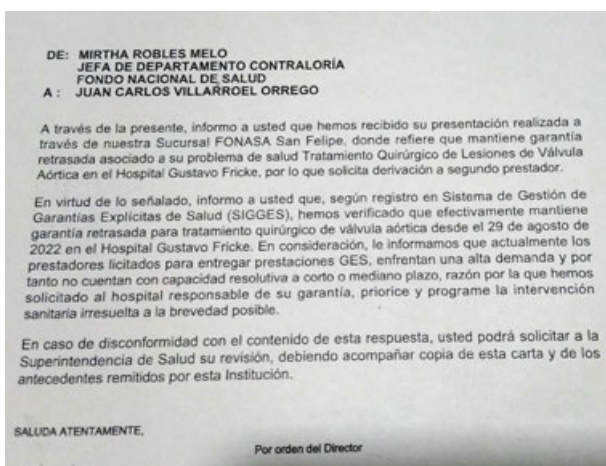 DE: MIRTHA ROBLES MELO
JEFA DE DEPARTAMENTO CONTRALORÍA
FONDO NACIONAL DE SALUD
A : JUAN CARLOS VILLARROEL ORREGO
A través de la presente, informo a usted que hemos recibido su presentación realizada a
través de nuestra Sucursal FONASA San Felipe, donde refiere que mantiene garantía
retrasada asociado a su problema de salud Tratamiento Quirúrgico de Lesiones de Válvula
Aórtica en el Hospital Gustavo Fricke, por lo que solicita derivación a segundo prestador.
En virtud de lo señalado, informo a usted que, según registro en Sistema de Gestión de
Garantías Explícitas de Salud (SIGGES), hemos verificado que efectivamente mantiene
garantía retrasada para tratamiento quirúrgico de válvula aórtica desde el 29 de agosto de
2022 en el Hospital Gustavo Fricke. En consideración, le informamos que actualmente los
prestadores licitados para entregar prestaciones GES, enfrentan una alta demanda y por
tanto no cuentan con capacidad resolutiva a corto o mediano plazo, razón por la que hemos
solicitado al hospital responsable de su garantía, priorice y programe la intervención
sanitaria irresuelta a la brevedad posible.
En caso de disconformidad con el contenido de esta respuesta, usted podrá solicitar a la
Superintendencia de Salud su revisión, debiendo acompañar copia de esta carta y de los
antecedentes remitidos por esta Institución.
SALUDA ATENTAMENTE,
Por orden del Director